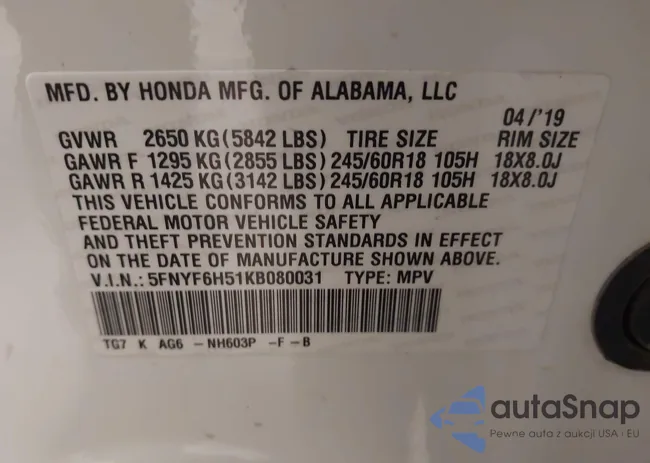 MFD. BY HONDA MFG. OF ALABAMA, LLC
04/'19
GVWR 2650 KG(5842 LBS) TIRE SIZE RIM SIZE
GAWR F 1295 KG(2855 LBS) 245/60R18 105H 18X8.0J
GAWR R 1425 KG(3142 LBS) 245/60R18 105H 18X8.0J
THIS VEHICLE CONFORMS TO ALL APPLICABLE
FEDERAL MOTOR VEHICLE SAFETY
AND THEFT PREVENTION STANDARDS IN EFFECT
ON THE DATE OF MANUFACTURE SHOWN ABOVE.
V.I.N.: 5FNYF6H51KB080031 TYPE: MPV
TG7 K AG6 -NH603P -F-B
autaSnap
Pewne auta z aukcji USA i EU